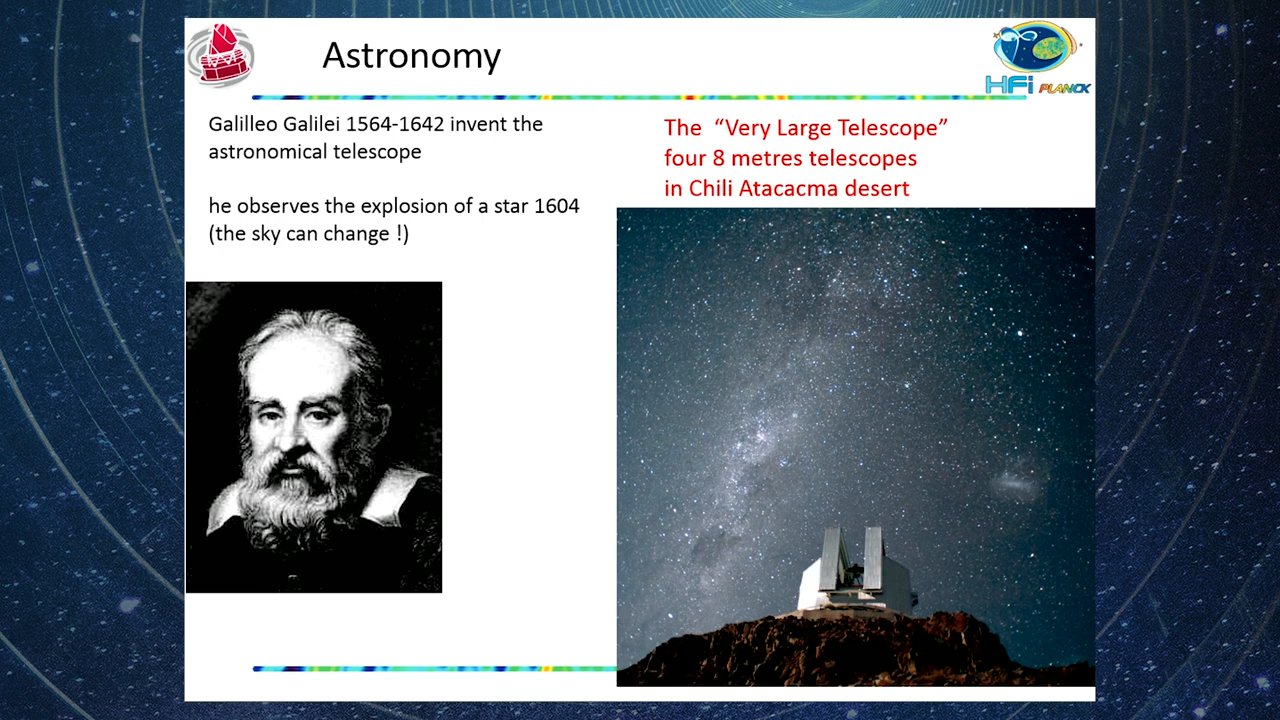 Astronomy
HFi PLANCK
Galilleo Galilei 1564-1642 invent the
astronomical telescope
he observes the explosion of a star 1604
(the sky can change !)
The “Very Large Telescope”
four 8 metres telescopes
in Chili Atacacma desert